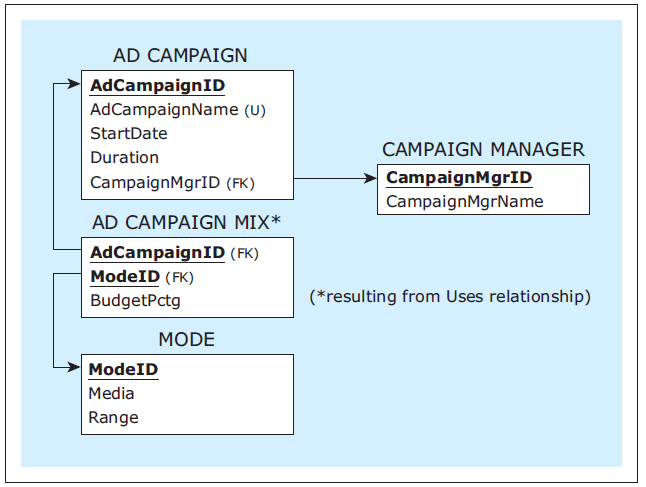 AD CAMPAIGN
AdCampaignID
AdCampaignName (U)
StartDate
Duration
CampaignMgrID (FK)
CAMPAIGN MANAGER
CampaignMgrID
CampaignMgrName
AD CAMPAIGN MIX*
AdCampaignID (FK)
ModeID (FK)
BudgetPctg
(*resulting from Uses relationship)
MODE
ModeID
Media
Range